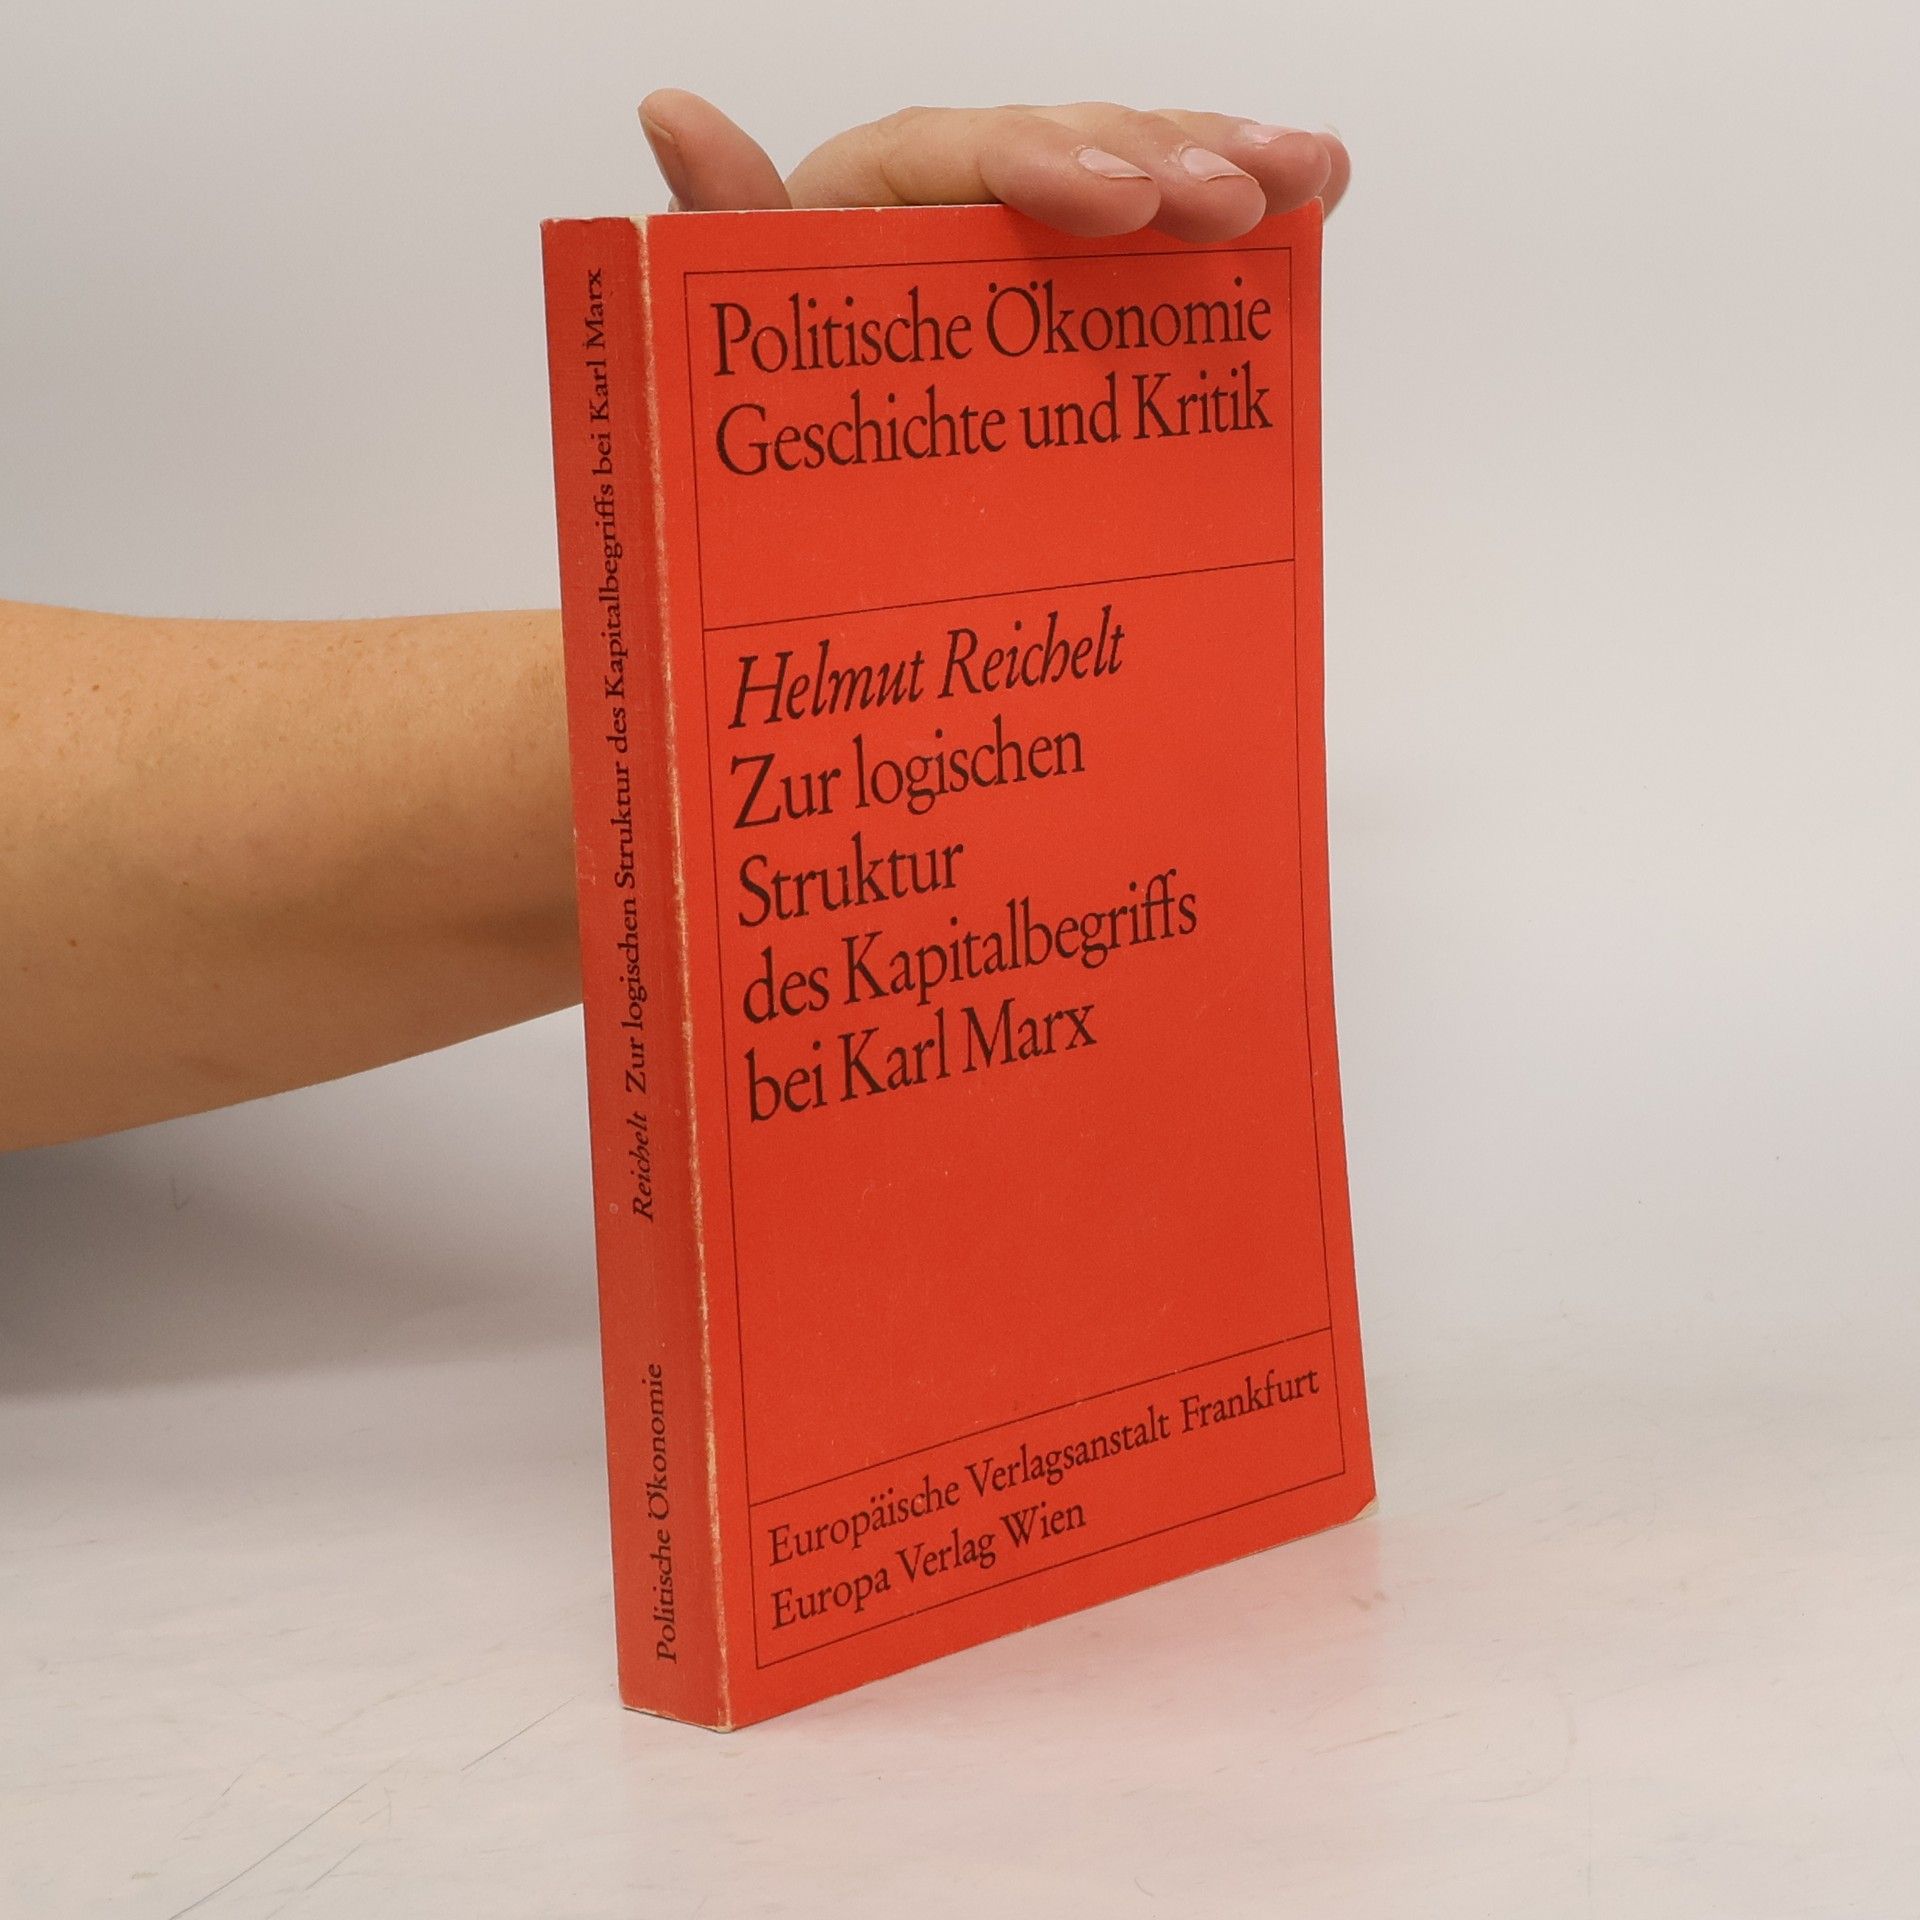 Politische Ökonomie
Geschichte und Kritik
Helmut Reichelt
Zur logischen
Struktur
des Kapitalbegriffs
bei Karl Marx
Europäische Verlagsanstalt Frankfurt
Europa Verlag Wien
Politische Ökonomie Reichelt Zur logischen Struktur des Kapitalbegriffs bei Karl Marx